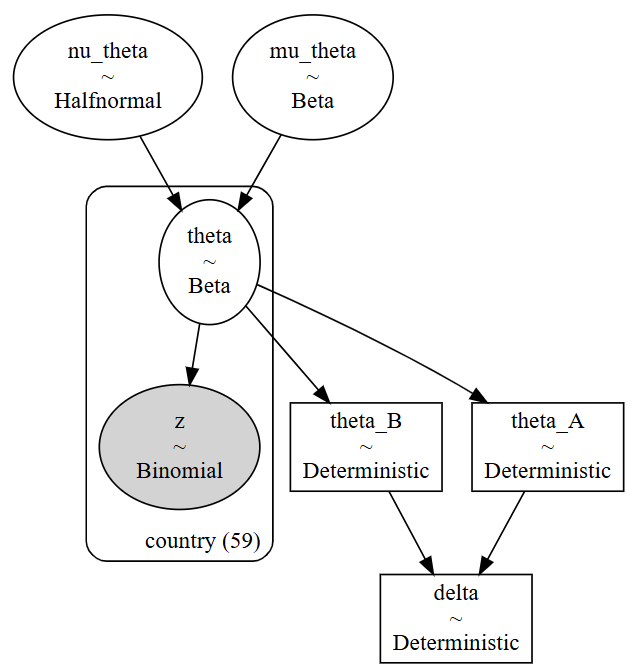 nu_theta
~
Halfnormal
mu_theta
~
Beta
theta
~
Beta
z
~
Binomial
country (59)
theta_B
~
Deterministic
theta_A
~
Deterministic
delta
~
Deterministic